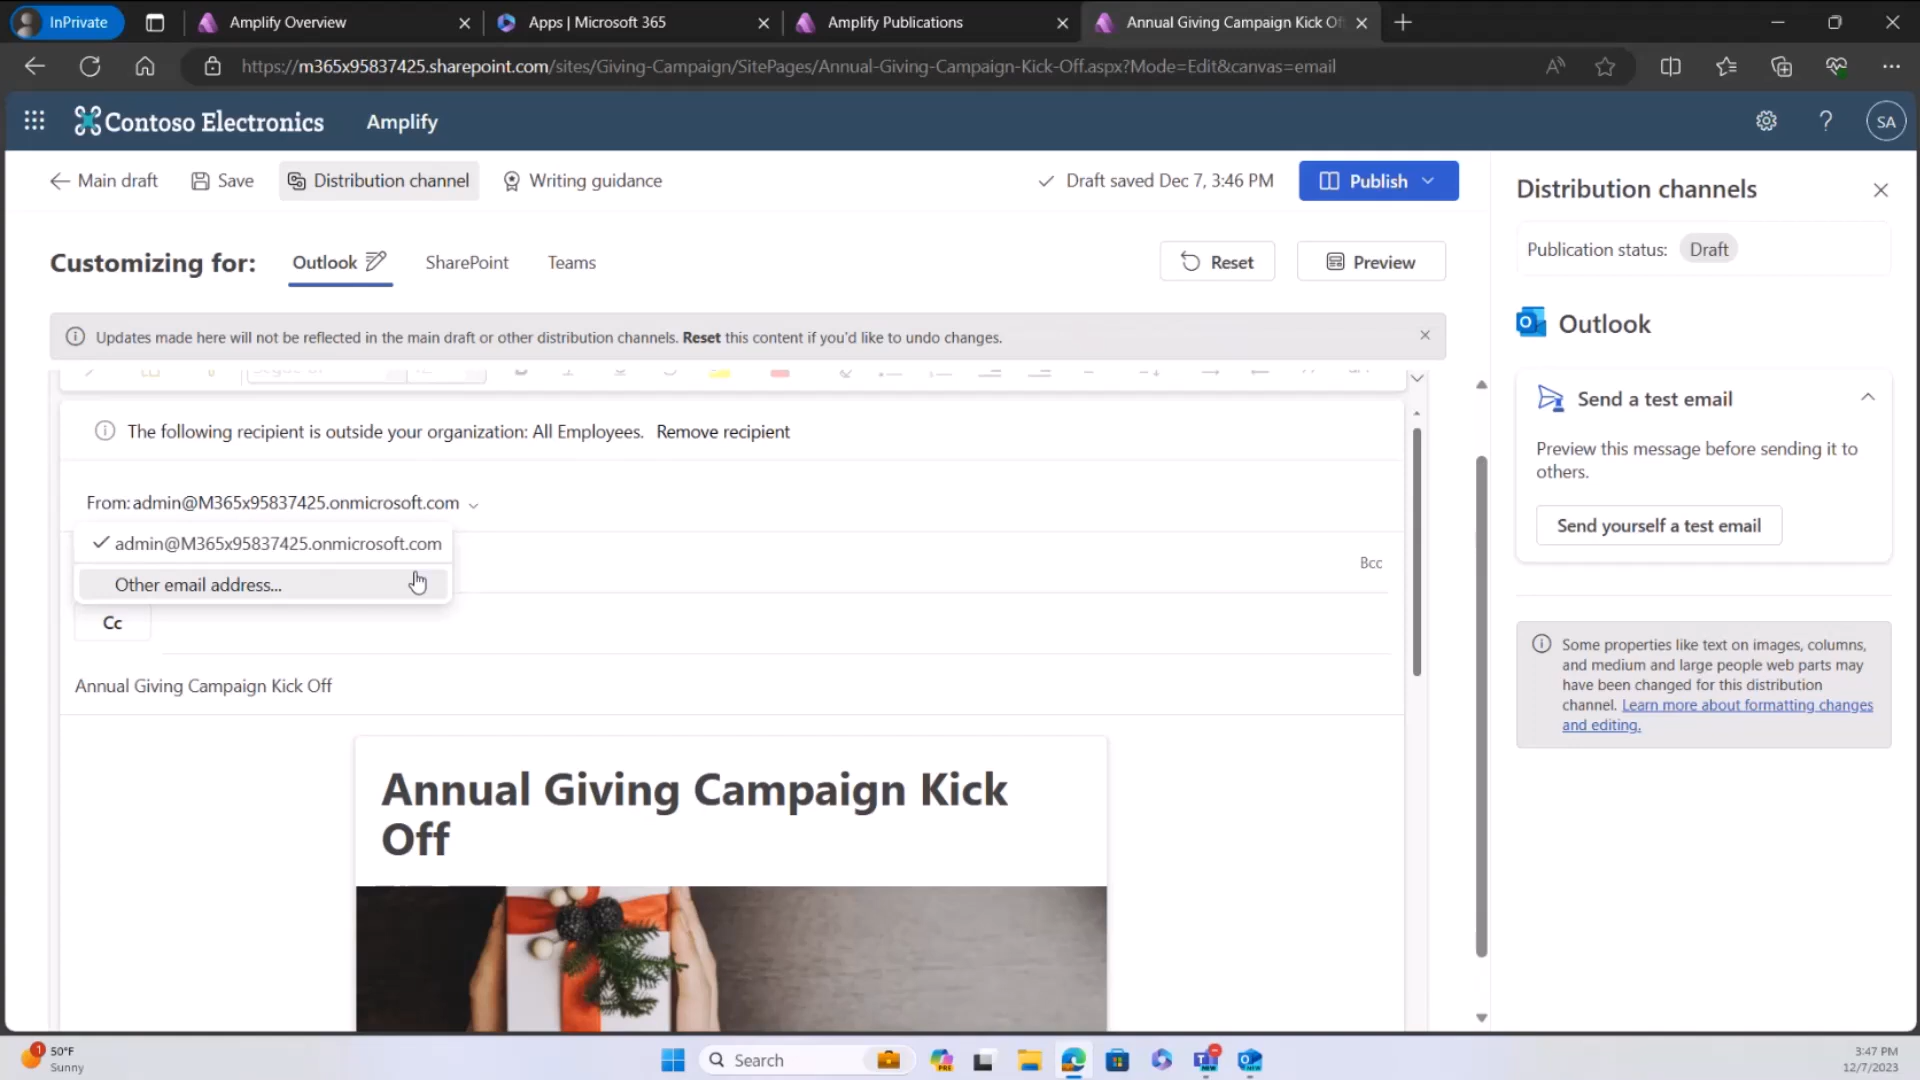 InPrivate
Amplify Overview
Apps | Microsoft 365
Amplify Publications
Annual Giving Campaign Kick Of
https://m365x95837425.sharepoint.com/sites/Giving-Campaign/SitePages/Annual-Giving-Campaign-Kick-Off.aspx?Mode=Edit&canvas=email
Contoso Electronics
Amplify
SA
Main draft
Save
Distribution channel
Writing guidance
Draft saved Dec 7, 3:46 PM
Publish
Customizing for:
Outlook
SharePoint
Teams
Reset
Preview
Updates made here will not be reflected in the main draft or other distribution channels. Reset this content if you'd like to undo changes.
The following recipient is outside your organization: All Employees. Remove recipient
From: admin@M365x95837425.onmicrosoft.com
admin@M365x95837425.onmicrosoft.com
Other email address...
Bcc
Cc
Annual Giving Campaign Kick Off
Annual Giving Campaign Kick
Off
Distribution channels
Publication status: Draft
Outlook
Send a test email
Preview this message before sending it to
others.
Send yourself a test email
Some properties like text on images, columns,
and medium and large people web parts may
have been changed for this distribution
channel. Learn more about formatting changes
and editing.
1
50°F
Sunny
Search
PRE
NEW
NEW
3:47 PM
12/7/2023